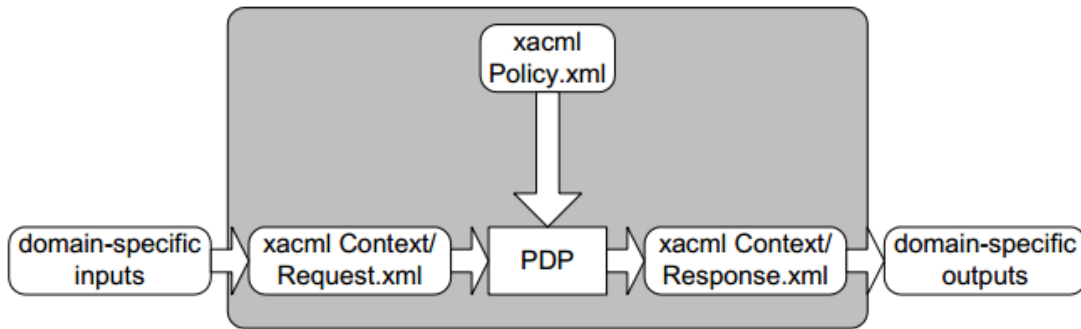 xacml
Policy.xml
domain-specific
inputs
xacml Context/
Request.xml
PDP
xacml Context/
Response.xml
domain-specific
outputs